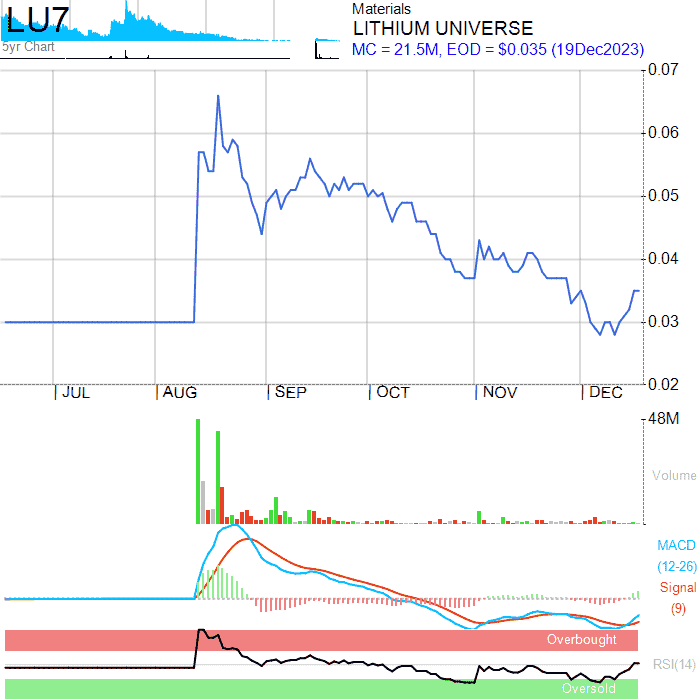 LU7
5yr Chart
Materials
LITHIUM UNIVERSE
MC = 21.5M, EOD = $0.035 (19Dec2023)
0.07
0.06
0.05
0.04
0.03
0.02
JUL AUG SEP OCT NOV DEC
48M
Volume
MACD
(12-26)
Signal
(9)
Overbought
RSI(14)
Oversold